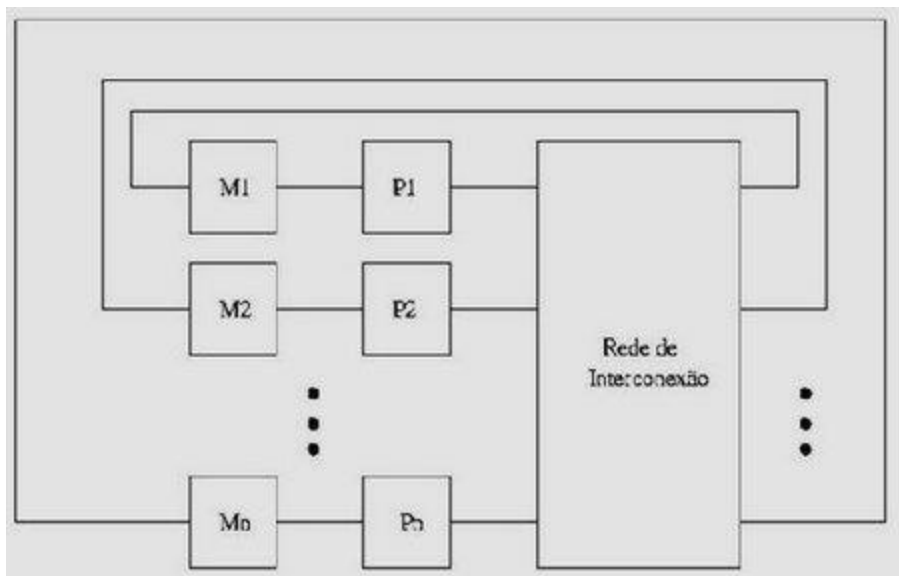 M1
P1
M2
P2
Rede de
Interconexão
Mn
Pn